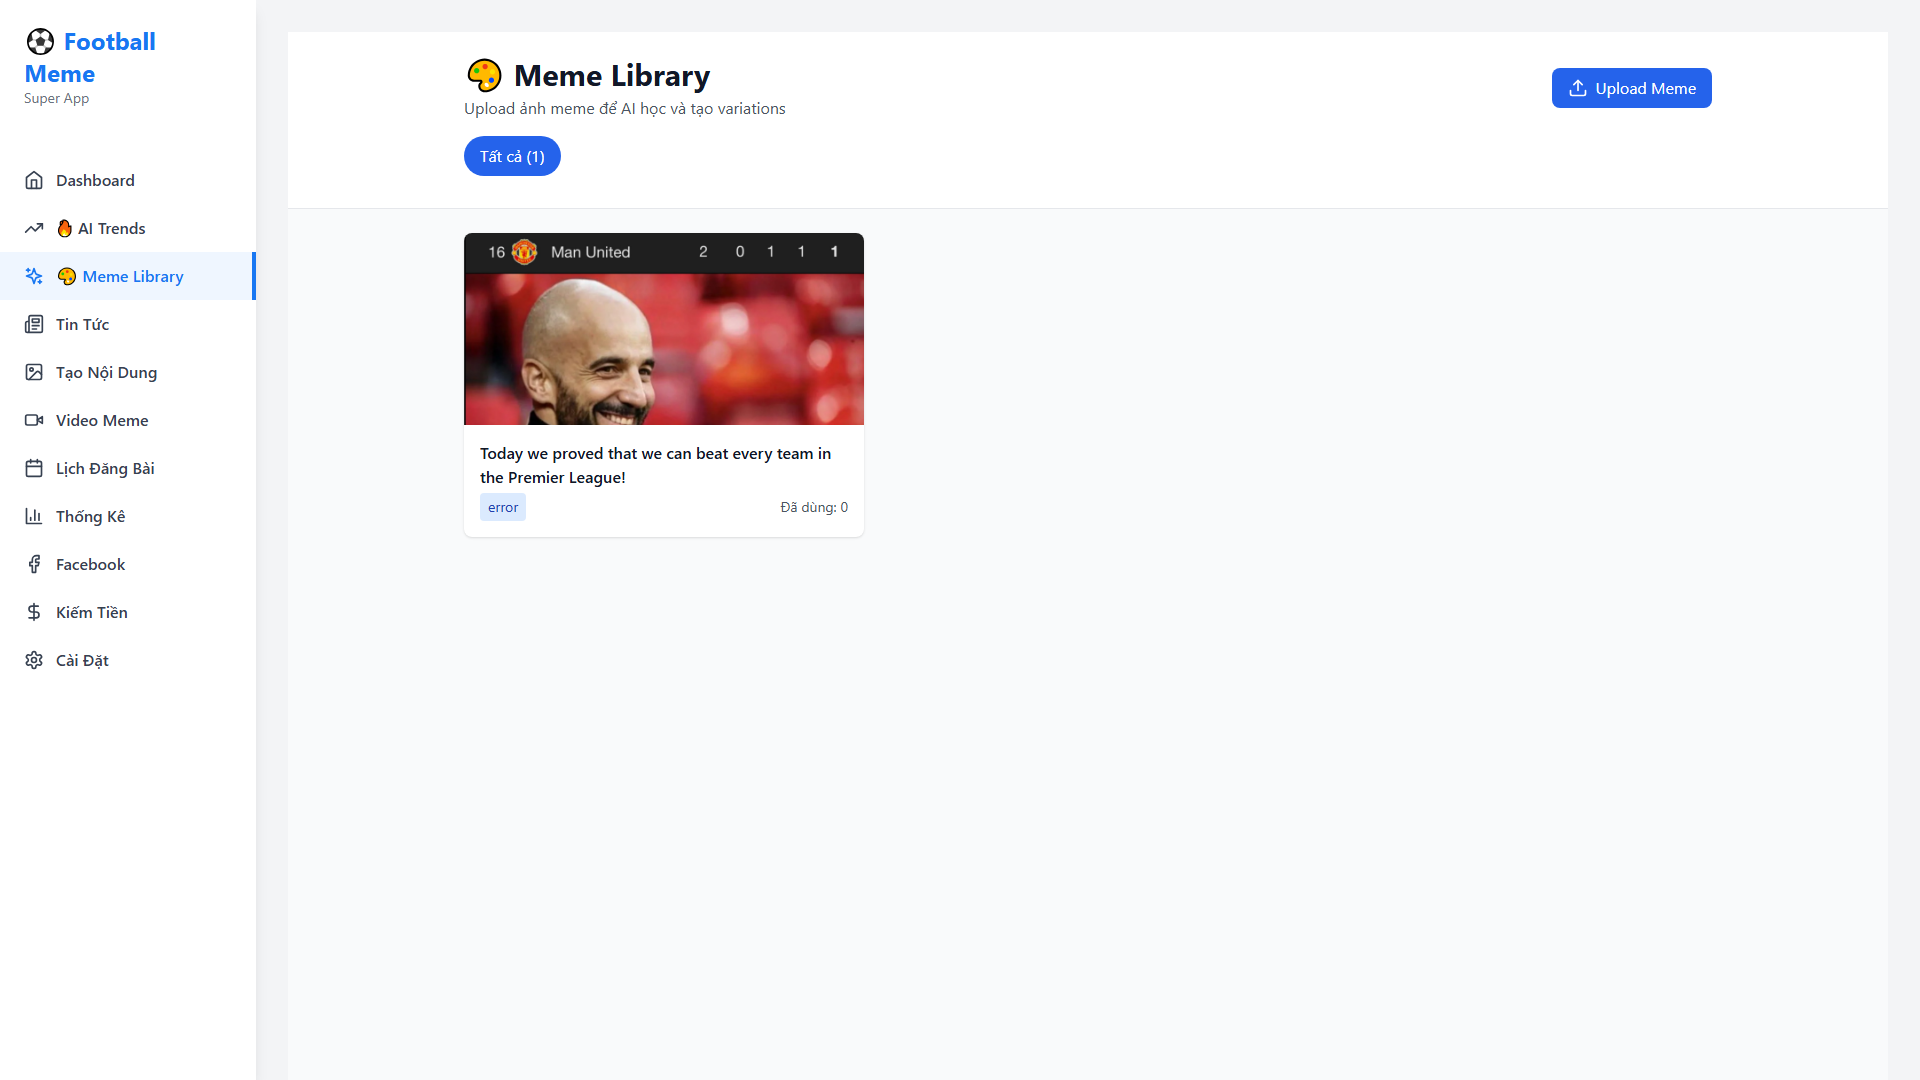 Football
Meme
Super App
Dashboard
🔥 AI Trends
🎨 Meme Library
Tin Tức
Tạo Nội Dung
Video Meme
Lịch Đăng Bài
Thống Kê
Facebook
Kiếm Tiền
Cài Đặt
🎨 Meme Library
Upload ảnh meme để AI học và tạo variations
Upload Meme
Tất cả (1)
16 Man United 2 0 1 1 1
Today we proved that we can beat every team in
the Premier League!
error
Đã dùng: 0